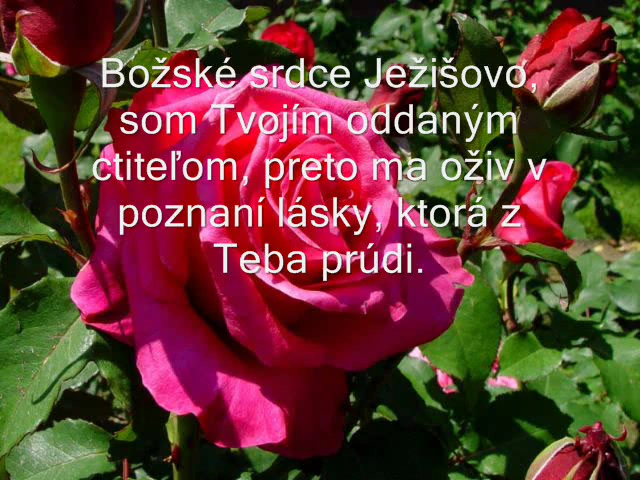 Božské srdce Ježišovo,
som Tvojím oddaným
ctiteľom, preto ma oživ v
poznaní lásky, ktorá z
Teba prúdi.